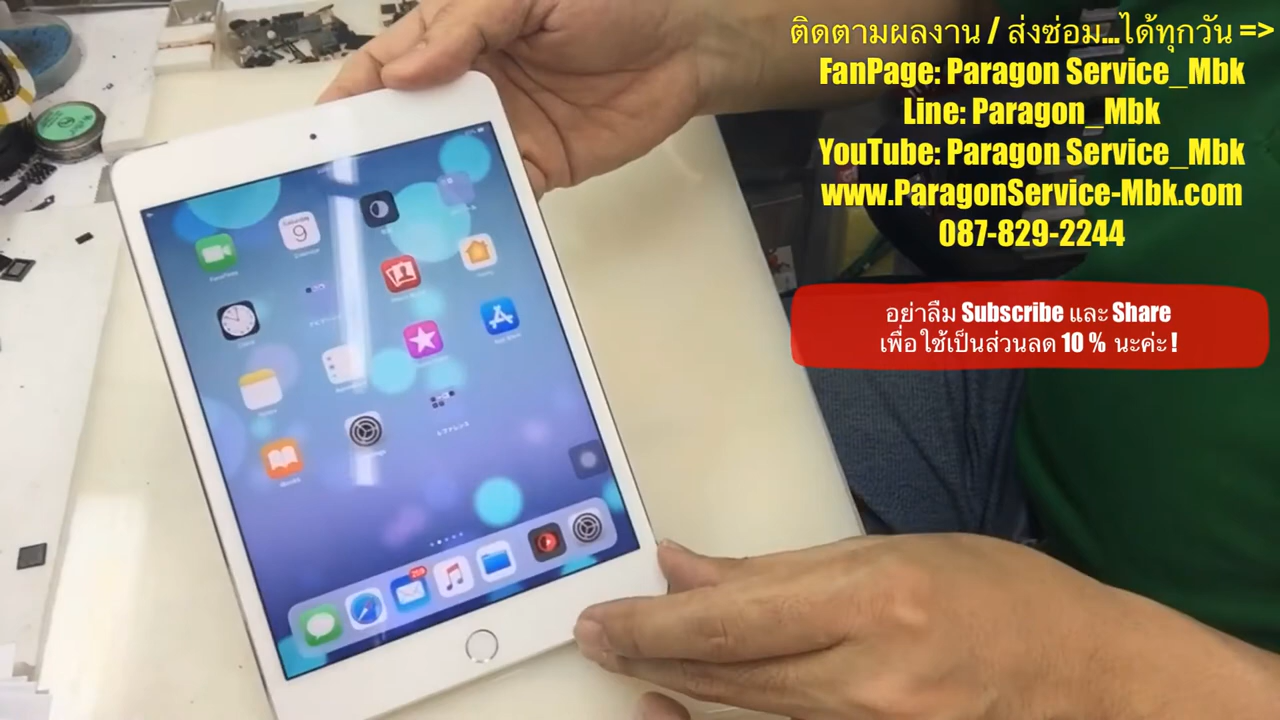 ติดตามผลงาน / ส่งซ่อม...ได้ทุกวัน =>
FanPage: Paragon Service_Mbk
Line: Paragon_Mbk
YouTube: Paragon Service_Mbk
www.ParagonService-Mbk.com
087-829-2244
อย่าลืม Subscribe และ Share
เพื่อใช้เป็นส่วนลด 10 % นะค่ะ !
9
App Store